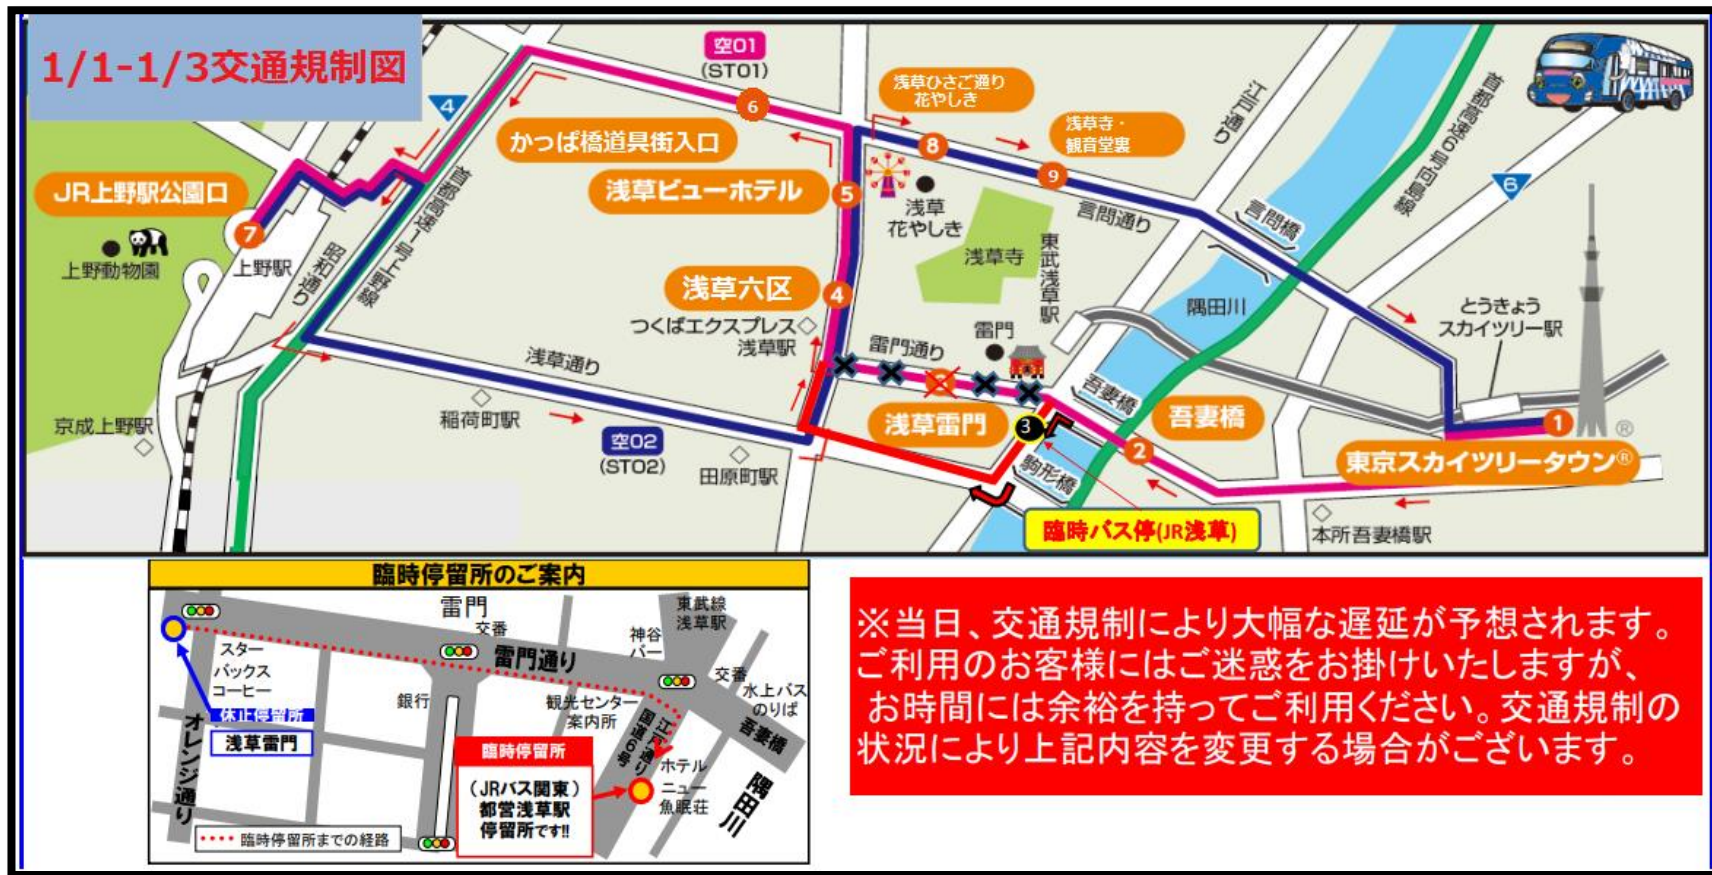 1/1-1/3交通規制図
空01
(ST01)
4
6
かっぱ橋道具街入口
浅草ひさご通り
花やしき
8
浅草寺・
観音堂裏
9
江戸通り
首都高速6号向島線
6
JR上野駅公園口
7
上野動物園
上野駅
昭和通り
首都高速1号上野線
浅草ビューホテル
5
浅草
花やしき
浅草寺
東武浅草駅
言問通り
言問橋
隅田川
とうきょう
スカイツリー駅
浅草六区
4
つくばエクスプレス
浅草駅
雷門通り
雷門
浅草通り
稲荷町駅
京成上野駅
空02
(ST02)
田原町駅
浅草雷門
3
吾妻橋
吾妻橋
2
駒形橋
1
®
東京スカイツリータウン®
本所吾妻橋駅
臨時バス停(JR浅草)
臨時停留所のご案内
雷門
交番
雷門通り
神谷
バー
東武線
浅草駅
交番
水上バス
のりば
吾妻橋
スター
バックス
コーヒー
銀行
観光センター
案内所
江戸通り
国道6号
休止停留所
浅草雷門
オレンジ通り
臨時停留所
(JRバス関東)
都営浅草駅
停留所です!!
ホテル
ニュー
魚眠荘
隅田川
臨時停留所までの経路
※当日、交通規制により大幅な遅延が予想されます。
ご利用のお客様にはご迷惑をお掛けいたしますが、
お時間には余裕を持ってご利用ください。交通規制の
状況により上記内容を変更する場合がございます。